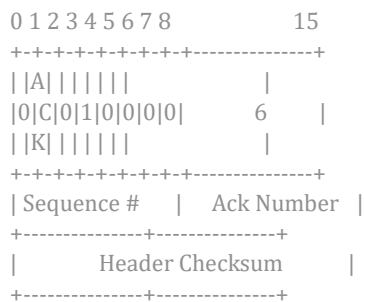 0 1 2 3 4 5 6 7 8 15
+-+-+-+-+-+-+-+-+---------------+
| |A| | | | | | | |
|0|C|0|1|0|0|0|0| 6 |
| |K| | | | | | | |
+-+-+-+-+-+-+-+-+---------------+
| Sequence # | Ack Number |
+---------------+---------------+
| Header Checksum |
+---------------+---------------+